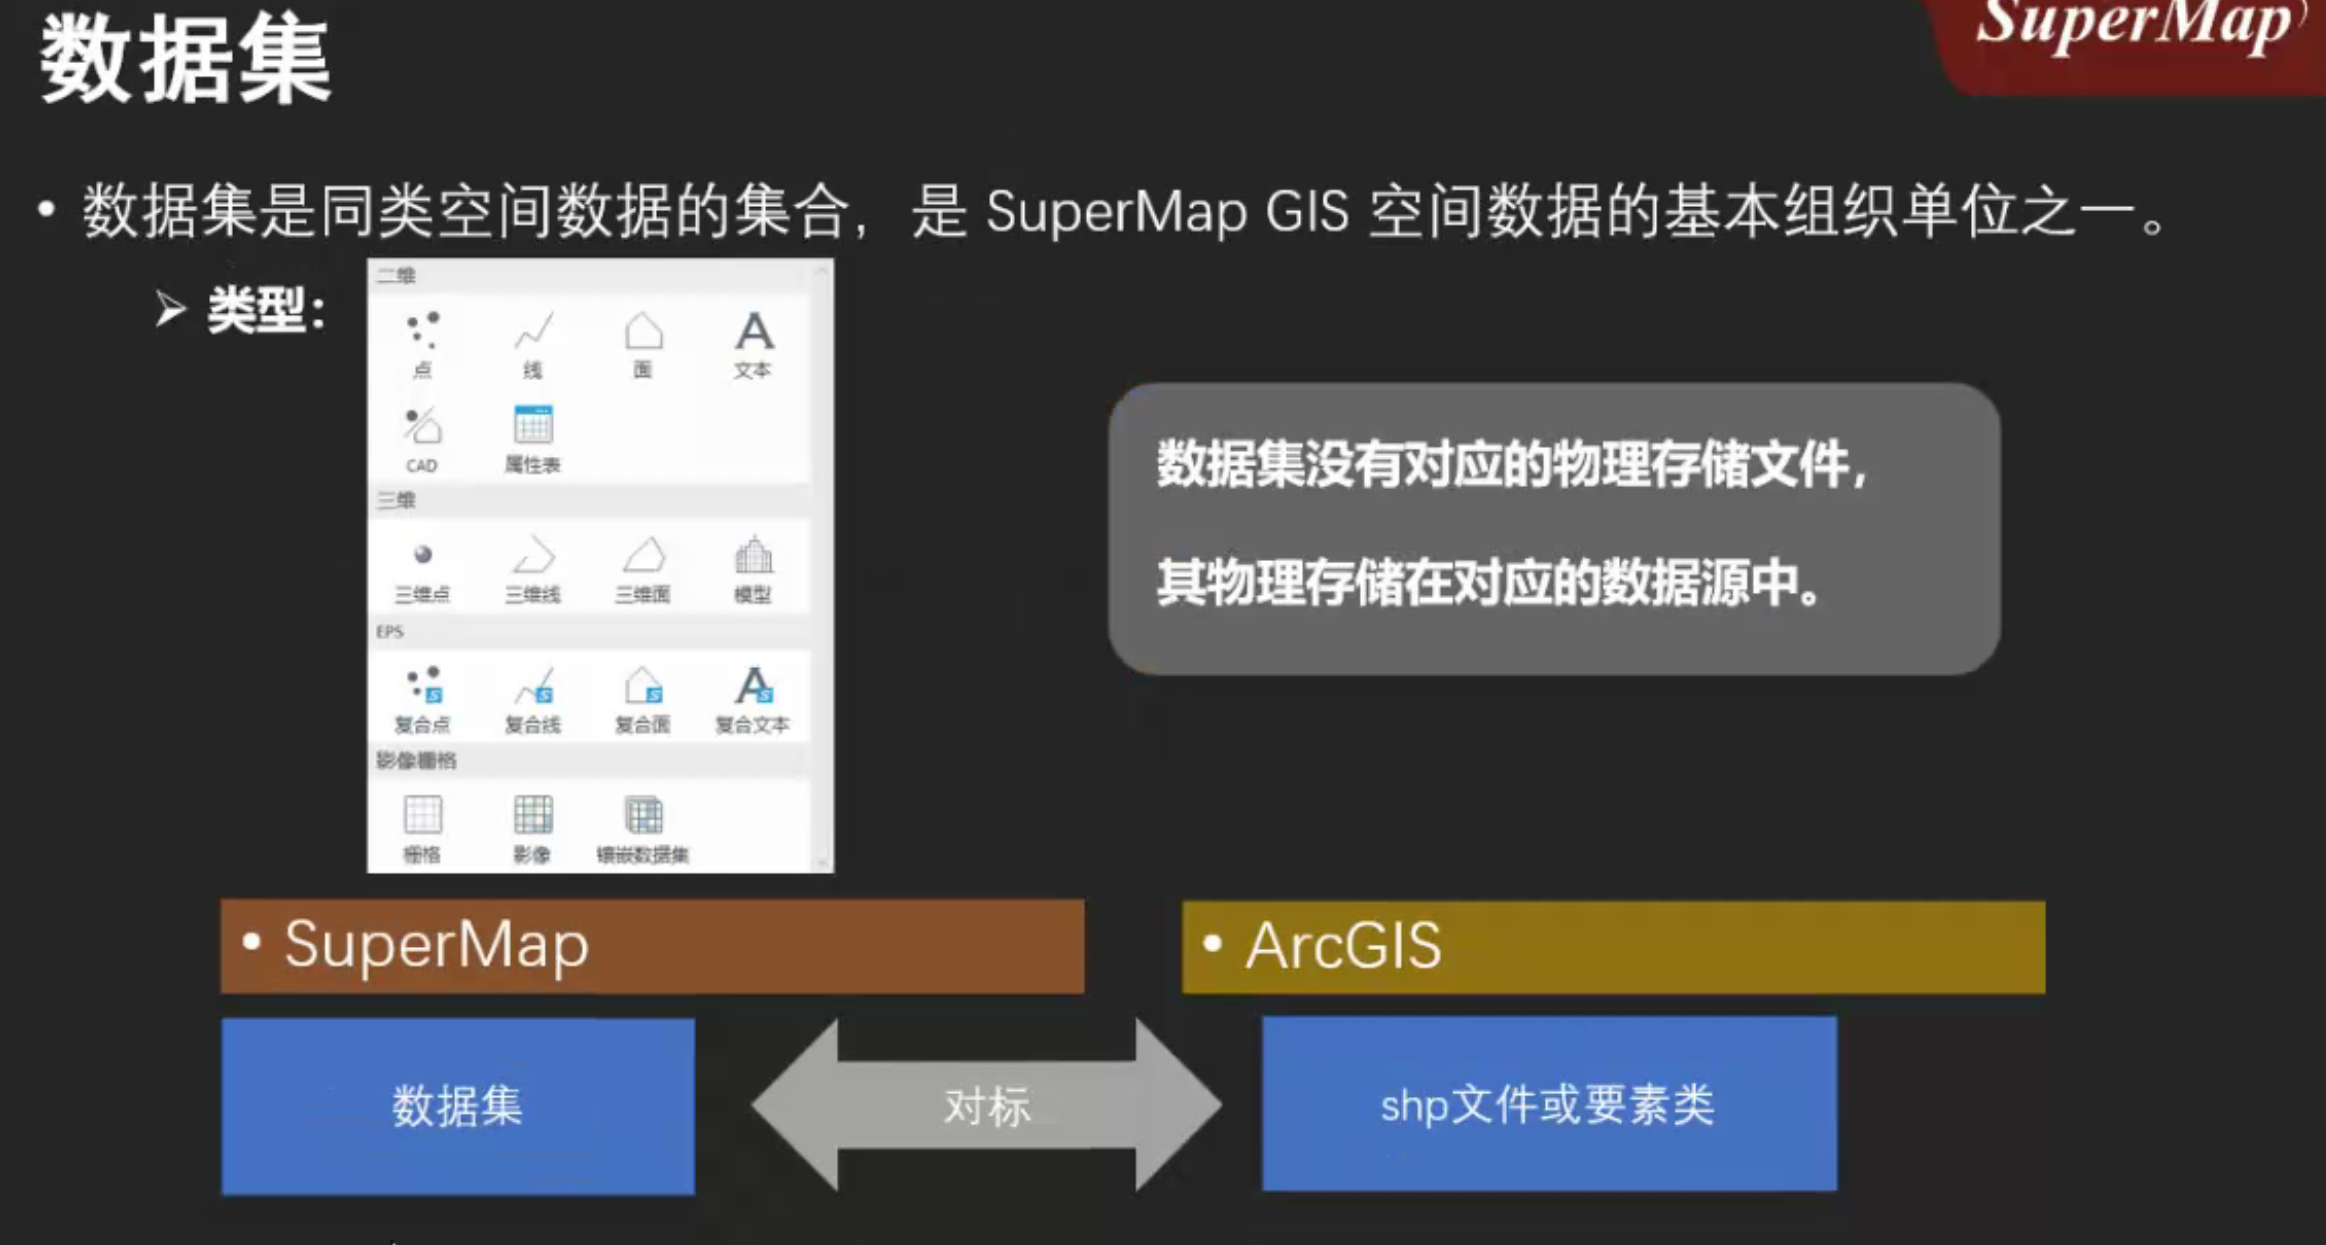 数据集
SuperMap
• 数据集是同类空间数据的集合，是 SuperMap GIS 空间数据的基本组织单位之一。
➢ 类型：
二维
点 线 面 文本
CAD 属性表
三维
三维点 三维线 三维面 模型
EPS
复合点 复合线 复合面 复合文本
影像栅格
栅格 影像 镶嵌数据集
数据集没有对应的物理存储文件，
其物理存储在对应的数据源中。
• SuperMap
• ArcGIS
数据集
对标
shp文件或要素类